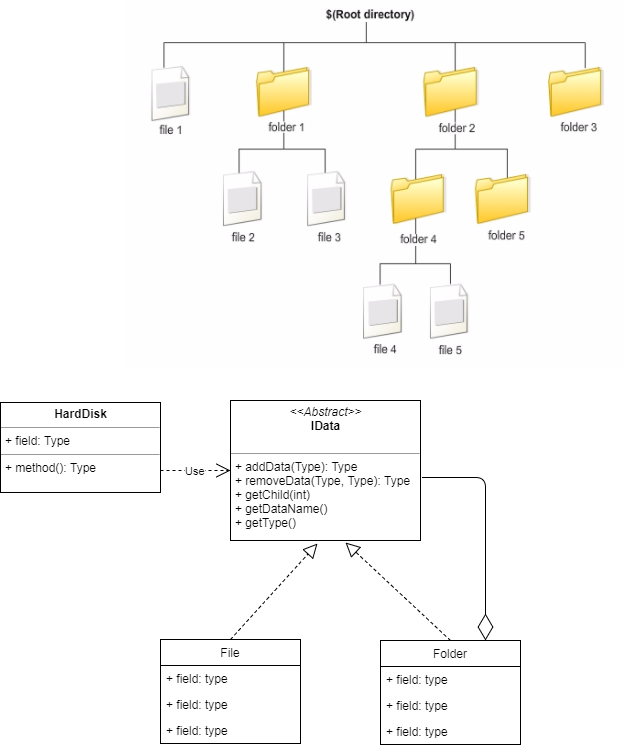 $(Root directory)
file 1
folder 1
folder 2
folder 3
file 2
file 3
folder 4
folder 5
file 4
file 5
HardDisk
+ field: Type
+ method(): Type
Use
<<Abstract>>
IData
+ addData(Type): Type
+ removeData(Type, Type): Type
+ getChild(int)
+ getDataName()
+ getType()
File
+ field: type
+ field: type
+ field: type
Folder
+ field: type
+ field: type
+ field: type